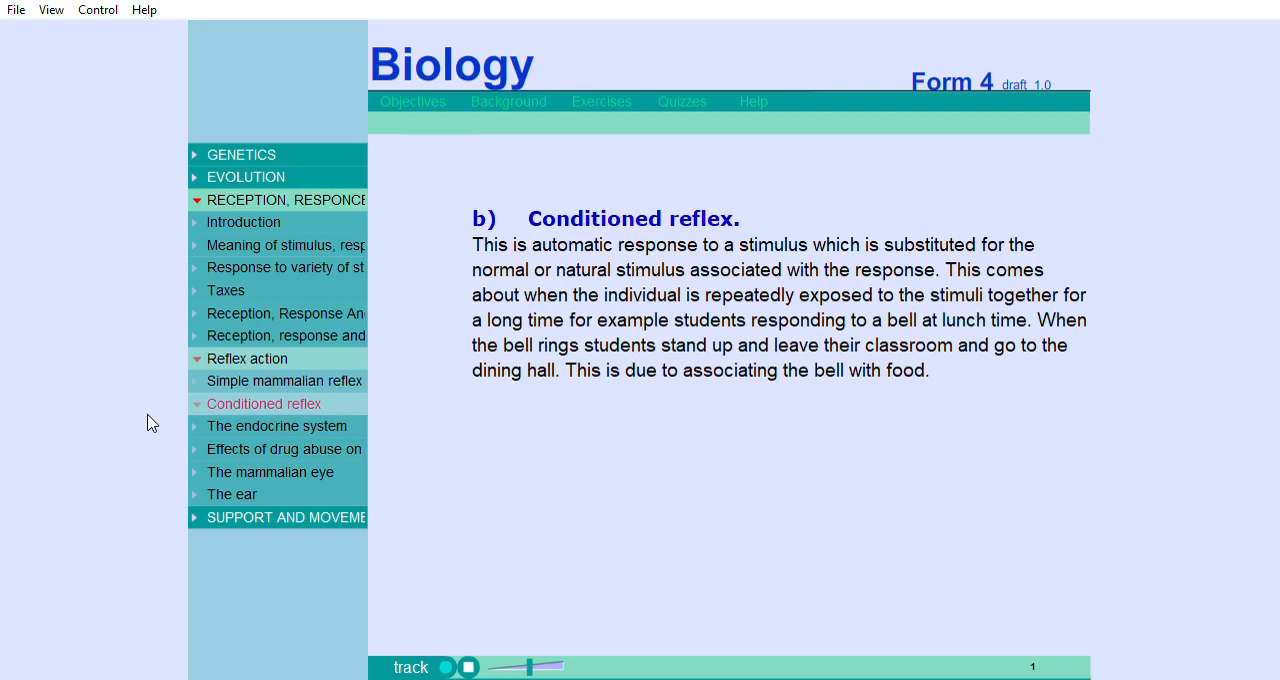 File View Control Help
Biology
Form 4 draft 1.0
Objectives Background Exercises Quizzes Help
GENETICS
EVOLUTION
RECEPTION, RESPONCE
Introduction
Meaning of stimulus, resp
Response to variety of st
Taxes
Reception, Response An
Reception, response and
Reflex action
Simple mammalian reflex
Conditioned reflex
The endocrine system
Effects of drug abuse on
The mammalian eye
The ear
SUPPORT AND MOVEME
b) Conditioned reflex.
This is automatic response to a stimulus which is substituted for the
normal or natural stimulus associated with the response. This comes
about when the individual is repeatedly exposed to the stimuli together for
a long time for example students responding to a bell at lunch time. When
the bell rings students stand up and leave their classroom and go to the
dining hall. This is due to associating the bell with food.
track
1